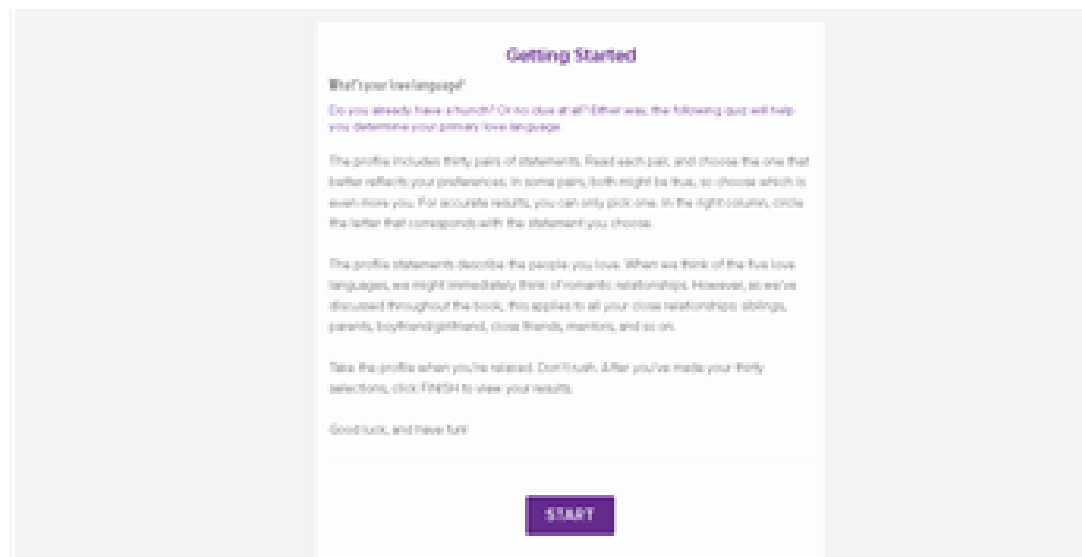 Getting Started
What's your love language?
Do you already have a hunch? Or no clue at all? Either way, the following quiz will help
you determine your primary love language.
The profile includes thirty pairs of statements. Read each pair, and choose the one that
better reflects your preferences. In some pairs, both might be true, so choose which is
even more you. For accurate results, you can only pick one. In the right column, circle
the letter that corresponds with the statement you choose.
The profile statements describe the people you love. When we think of the five love
languages, we might immediately think of romantic relationships. However, as we've
discussed throughout the book, this applies to all your close relationships: siblings,
parents, boyfriend/girlfriend, close friends, mentors, and so on.
Take the profile when you're relaxed. Don't rush. After you've made your thirty
selections, click FINISH to view your results.
Good luck, and have fun!
START